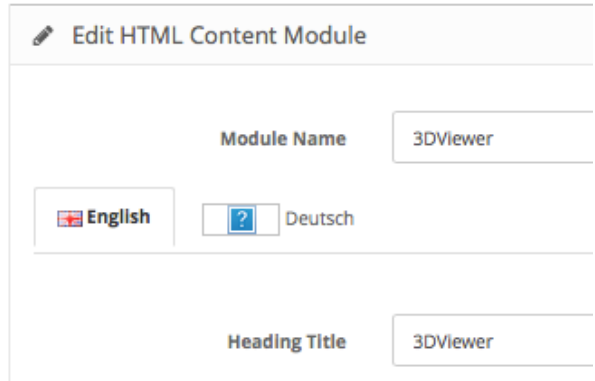 Edit HTML Content Module
Module Name 3DViewer
English ? Deutsch
Heading Title 3DViewer